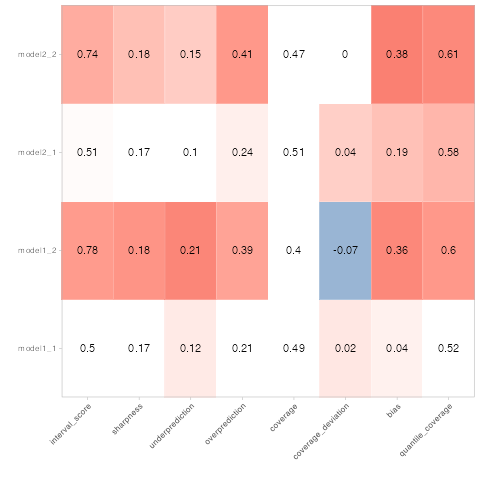 model2_2 0.74 0.18 0.15 0.41 0.47 0 0.38 0.61
model2_1 0.51 0.17 0.1 0.24 0.51 0.04 0.19 0.58
model1_2 0.78 0.18 0.21 0.39 0.4 -0.07 0.36 0.6
model1_1 0.5 0.17 0.12 0.21 0.49 0.02 0.04 0.52
interval_score sharpness underprediction overprediction coverage coverage_deviation bias quantile_coverage